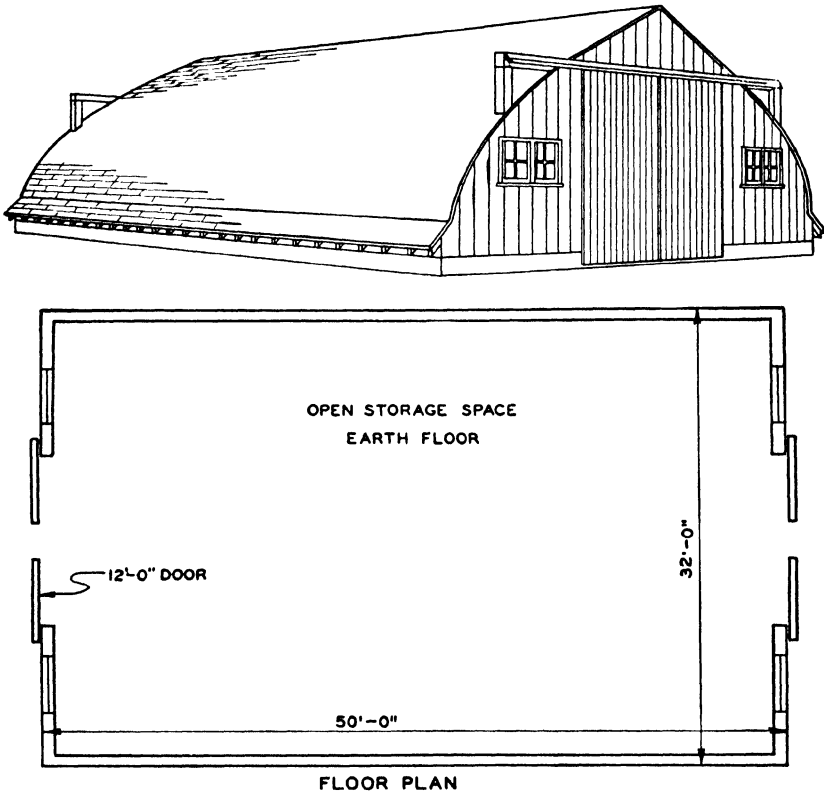 OPEN STORAGE SPACE
EARTH FLOOR
32'-0"
12'-0" DOOR
50'-0"
FLOOR PLAN